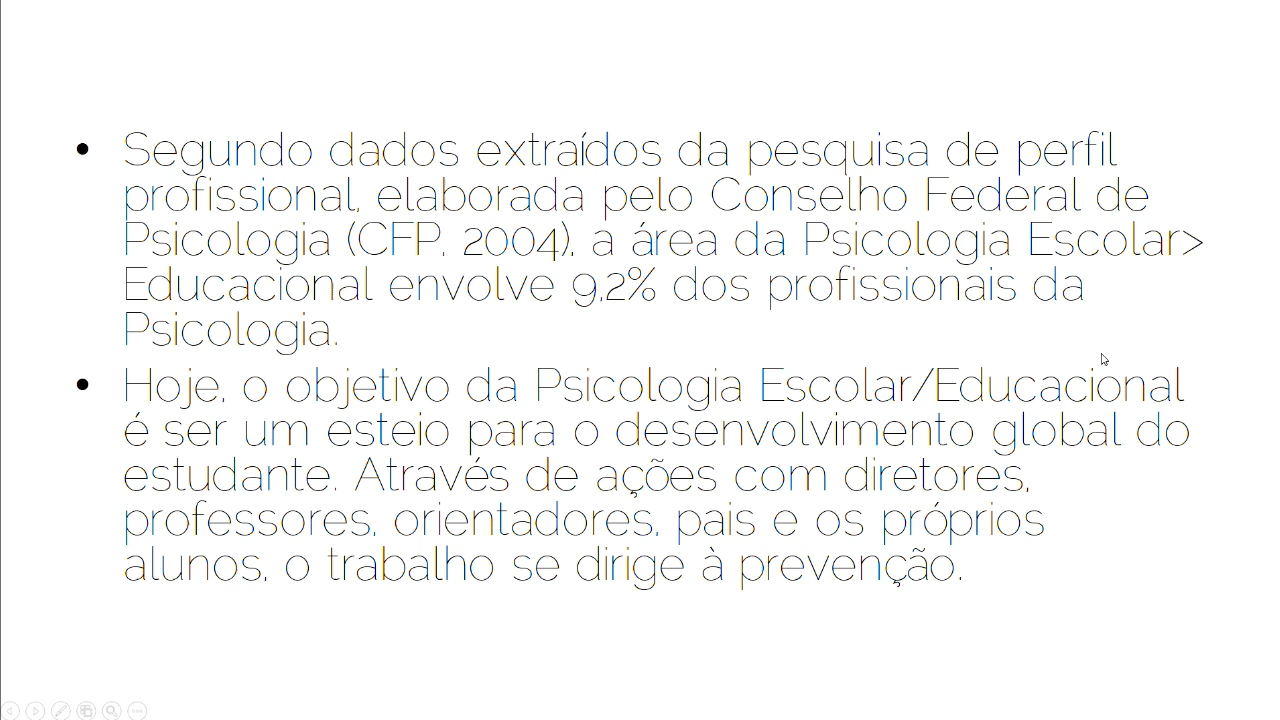 • Segundo dados extraídos da pesquisa de perfil
profissional, elaborada pelo Conselho Federal de
Psicologia (CFP, 2004), a área da Psicologia Escolar>
Educacional envolve 9,2% dos profissionais da
Psicologia.
• Hoje, o objetivo da Psicologia Escolar/Educacional
é ser um esteio para o desenvolvimento global do
estudante. Através de ações com diretores,
professores, orientadores, pais e os próprios
alunos, o trabalho se dirige à prevenção.